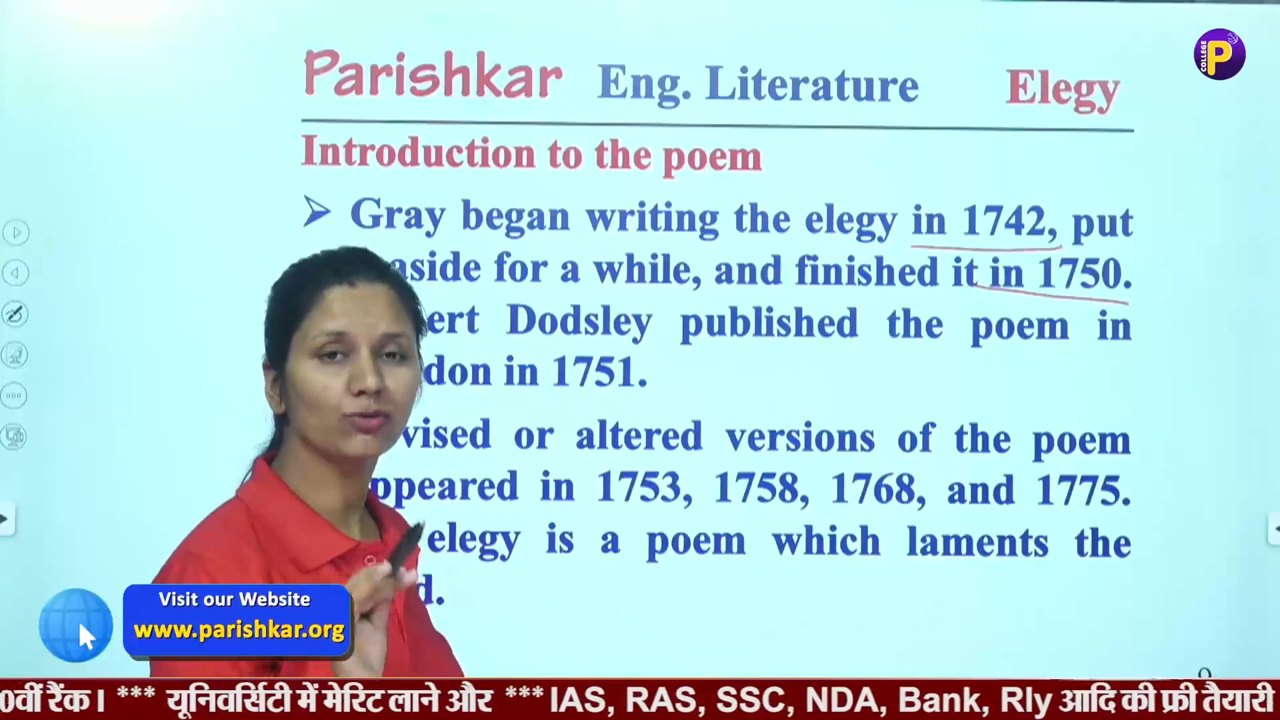 Parishkar Eng. Literature Elegy
COLLEGE P
Introduction to the poem
➢ Gray began writing the elegy in 1742, put
aside for a while, and finished it in 1750.
ert Dodsley published the poem in
don in 1751.
vised or altered versions of the poem
ppeared in 1753, 1758, 1768, and 1775.
elegy is a poem which laments the
d.
Visit our Website
www.parishkar.org
0वीं रैंक । *** यूनिवर्सिटी में मेरिट लाने और *** IAS, RAS, SSC, NDA, Bank, Rly आदि की फ्री तैयारी